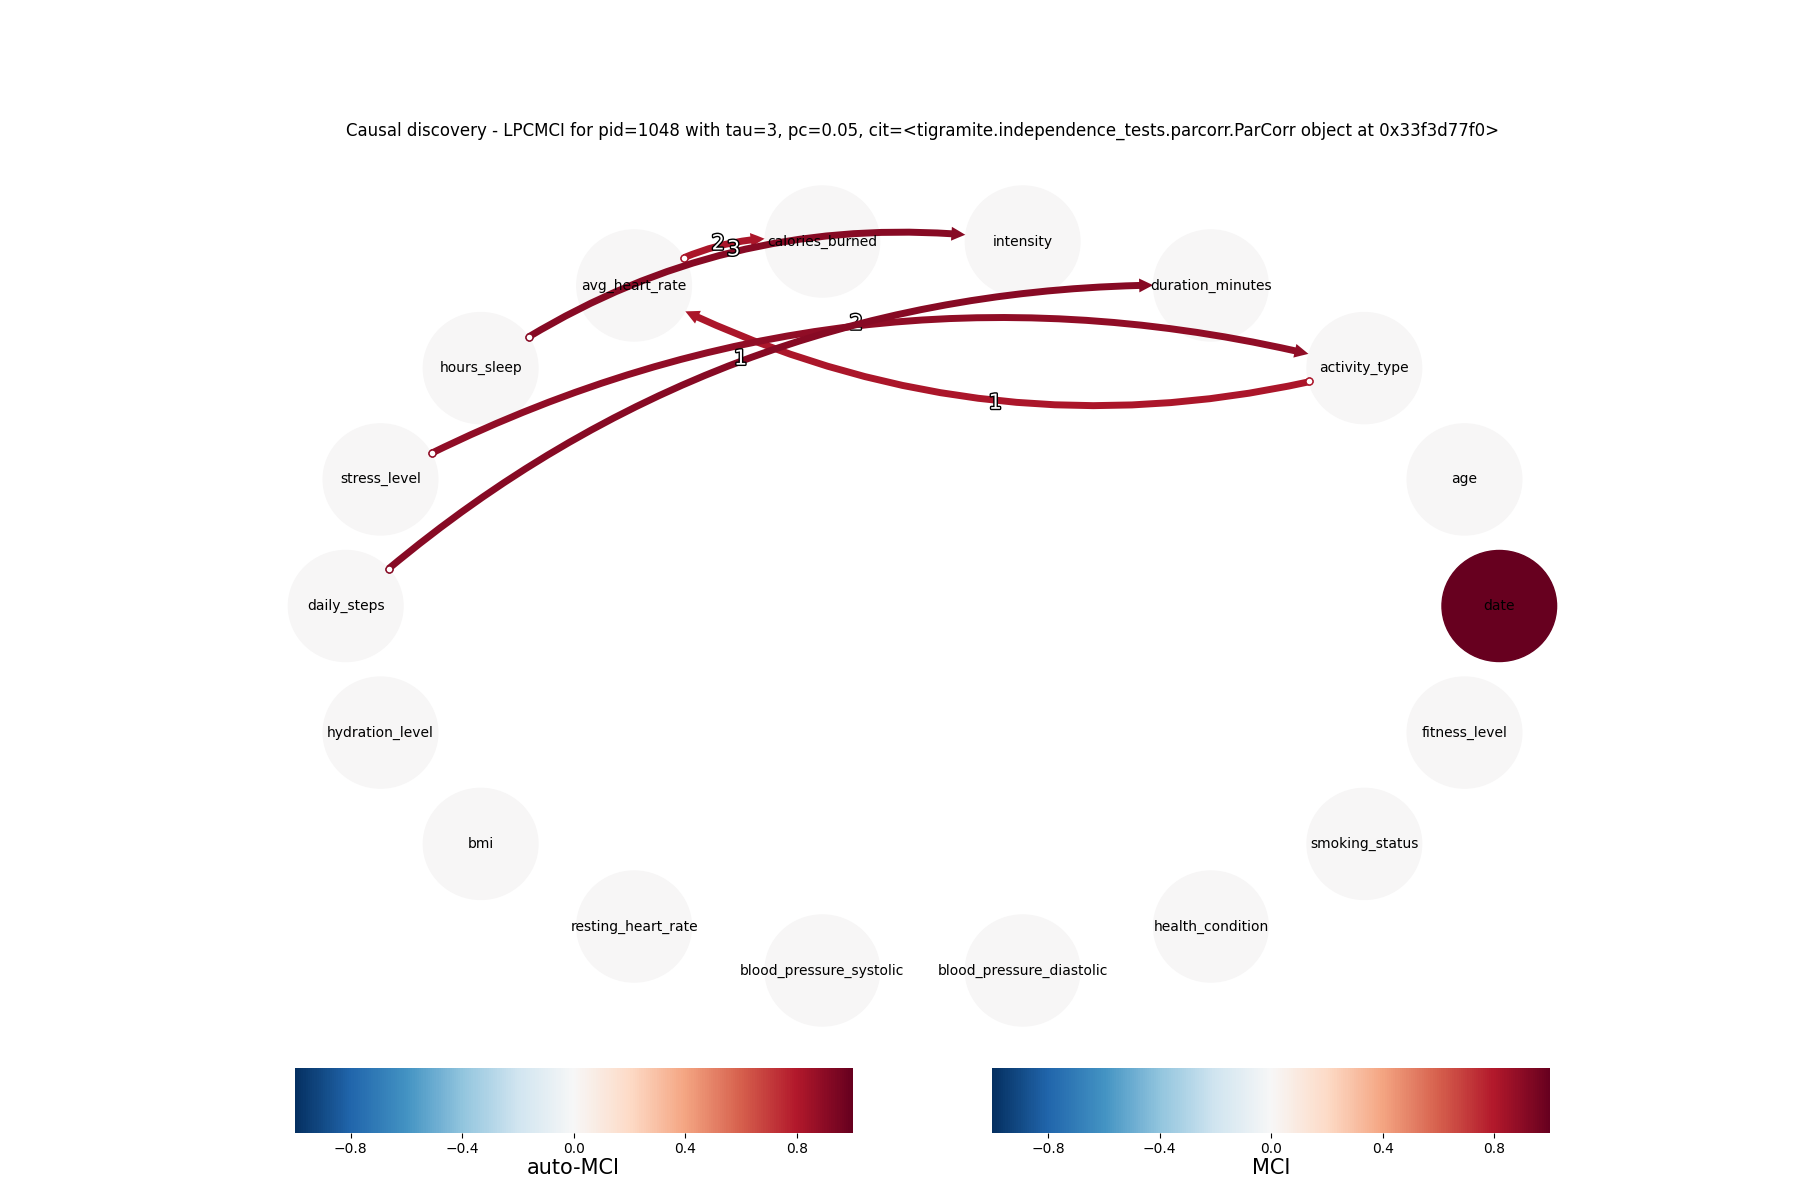 Causal discovery - LPCMCI for pid=1048 with tau=3, pc=0.05, cit=<tigramite.independence_tests.parcorr.ParCorr object at 0x33f3d77f0>
2
3
calories_burned
intensity
avg_heart_rate
duration_minutes
2
1
hours_sleep
activity_type
1
stress_level
age
daily_steps
date
hydration_level
fitness_level
bmi
smoking_status
resting_heart_rate
health_condition
blood_pressure_systolic
blood_pressure_diastolic
−0.8 −0.4 0.0 0.4 0.8
auto-MCI
−0.8 −0.4 0.0 0.4 0.8
MCI